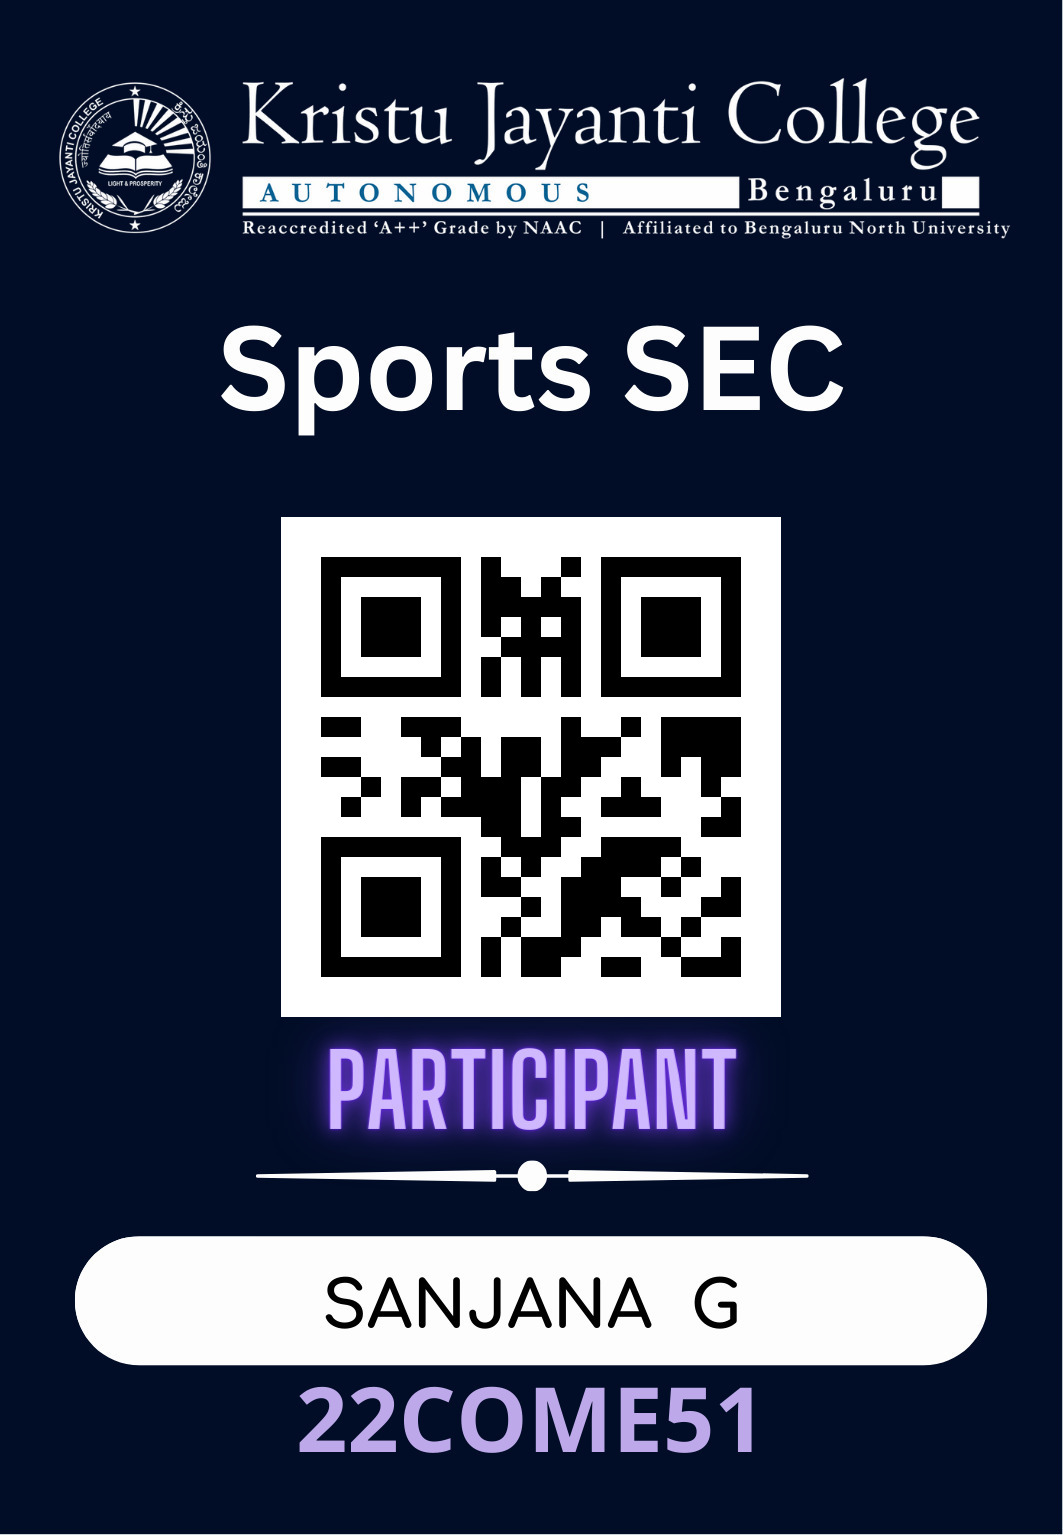 Kristu Jayanti College
AUTONOMOUS
Bengaluru
Reaccredited ‘A++’ Grade by NAAC | Affiliated to Bengaluru North University
KRISTU JAYANTI COLLEGE
LIGHT & PROSPERITY
Sports SEC
PARTICIPANT
SANJANA G
22COME51